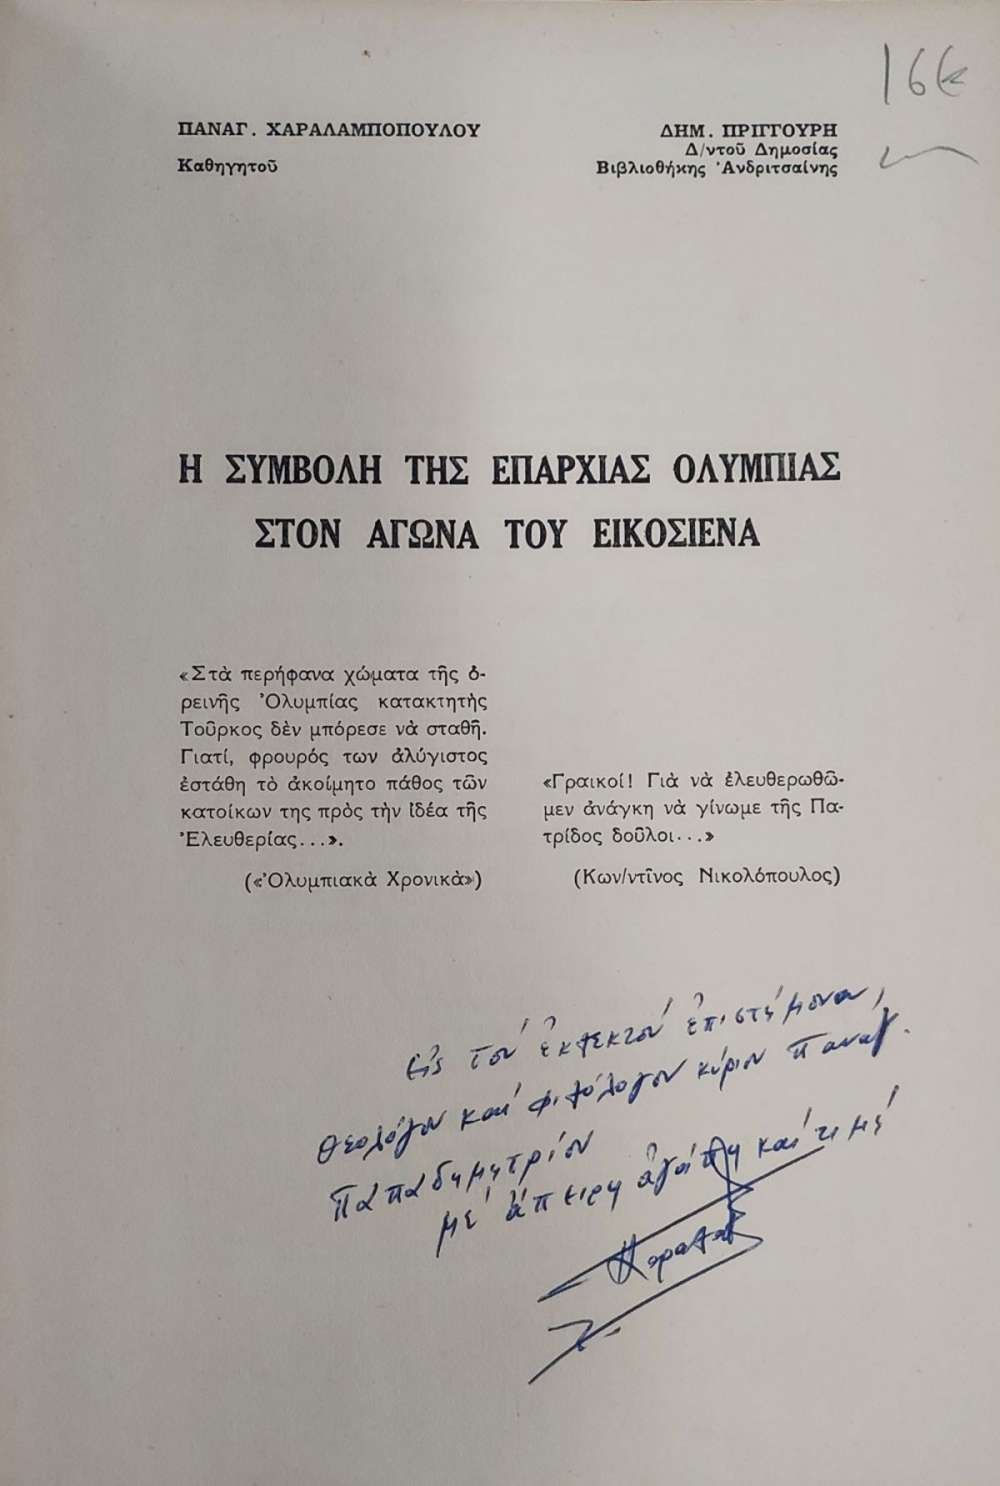 16€
ΠΑΝΑΓ. ΧΑΡΑΛΑΜΠΟΠΟΥΛΟΥ
Καθηγητοῦ
ΔΗΜ. ΠΡΙΓΓΟΥΡΗ
Δ/ντοῦ Δημοσίας
Βιβλιοθήκης Ἀνδριτσαίνης
Η ΣΥΜΒΟΛΗ ΤΗΣ ΕΠΑΡΧΙΑΣ ΟΛΥΜΠΙΑΣ
ΣΤΟΝ ΑΓΩΝΑ ΤΟΥ ΕΙΚΟΣΙΕΝΑ
«Στὰ περήφανα χώματα τῆς ὀ-
ρεινῆς Ὀλυμπίας κατακτητὴς
Τοῦρκος δὲν μπόρεσε νὰ σταθῆ.
Γιατί, φρουρός των ἀλύγιστος
ἐστάθη τὸ ἀκοίμητο πάθος τῶν
κατοίκων της πρὸς τὴν ἰδέα τῆς
Ἐλευθερίας...».
(«Ὀλυμπιακὰ Χρονικὰ»)
«Γραικοί! Γιὰ νὰ ἐλευθερωθῶ-
μεν ἀνάγκη νὰ γίνωμε τῆς Πα-
τρίδος δοῦλοι...»
(Κων/ντῖνος Νικολόπουλος)
Εἰς τὸν ἐκλεκτὸν ἐπιστήμονα,
θεολόγον καὶ φιλόλογον κύριον Παναγ.
Παπαδημητρίου
μὲ ἄπειρη ἀγάπη καὶ τιμὴ